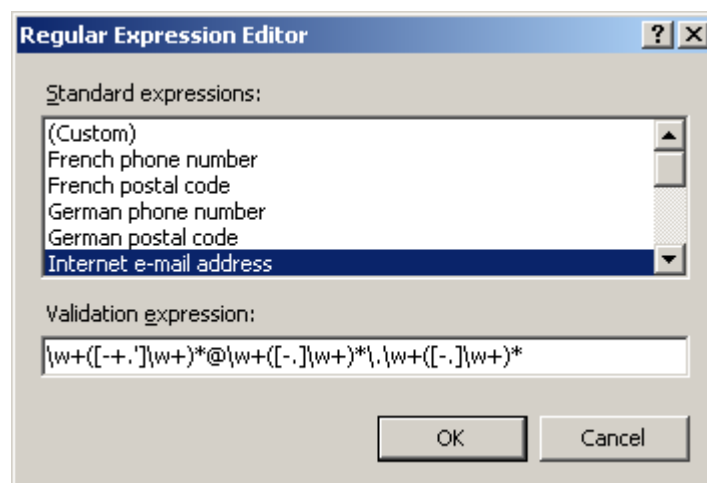 Regular Expression Editor
Standard expressions:
(Custom)
French phone number
French postal code
German phone number
German postal code
Internet e-mail address
Validation expression:
\w+([-+.']\w+)*@\w+([-.]\w+)*\.\w+([-.]\w+)*
OK Cancel